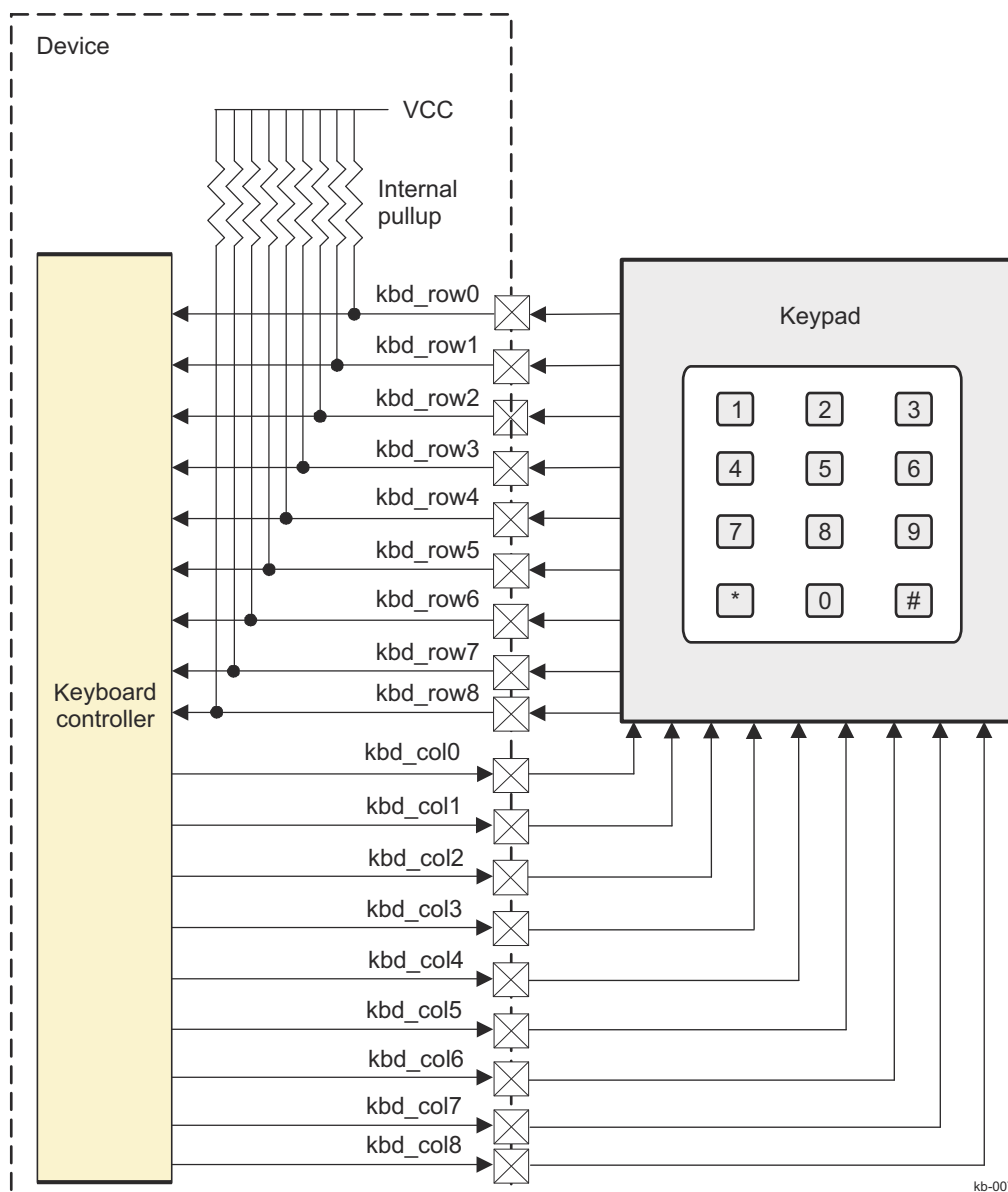 Device
VCC
Internal
pullup
kbd_row0
kbd_row1
kbd_row2
kbd_row3
kbd_row4
kbd_row5
kbd_row6
kbd_row7
kbd_row8
Keyboard
controller
kbd_col0
kbd_col1
kbd_col2
kbd_col3
kbd_col4
kbd_col5
kbd_col6
kbd_col7
kbd_col8
Keypad
1 2 3
4 5 6
7 8 9
* 0 #
kb-00